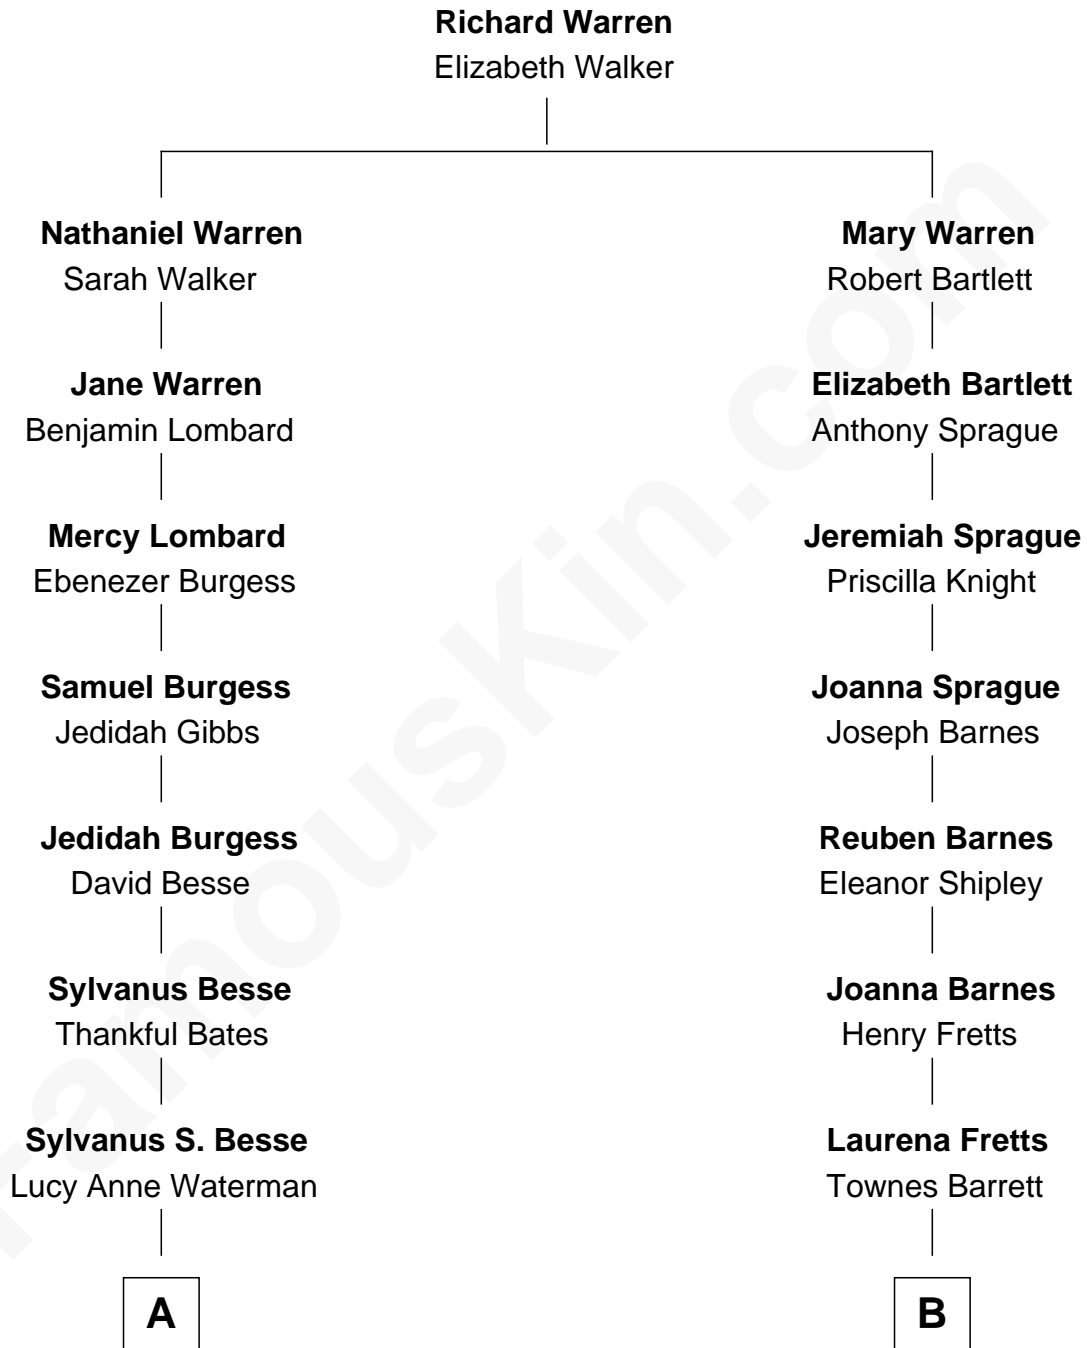 Richard Warren
Elizabeth Walker
Nathaniel Warren
Sarah Walker
Mary Warren
Robert Bartlett
Jane Warren
Benjamin Lombard
Elizabeth Bartlett
Anthony Sprague
Mercy Lombard
Ebenezer Burgess
Jeremiah Sprague
Priscilla Knight
Samuel Burgess
Jedidah Gibbs
Joanna Sprague
Joseph Barnes
Jedidah Burgess
David Besse
Reuben Barnes
Eleanor Shipley
Sylvanus Besse
Thankful Bates
Joanna Barnes
Henry Fretts
Sylvanus S. Besse
Lucy Anne Waterman
Laurena Fretts
Townes Barrett
A
B
FamousKin.com